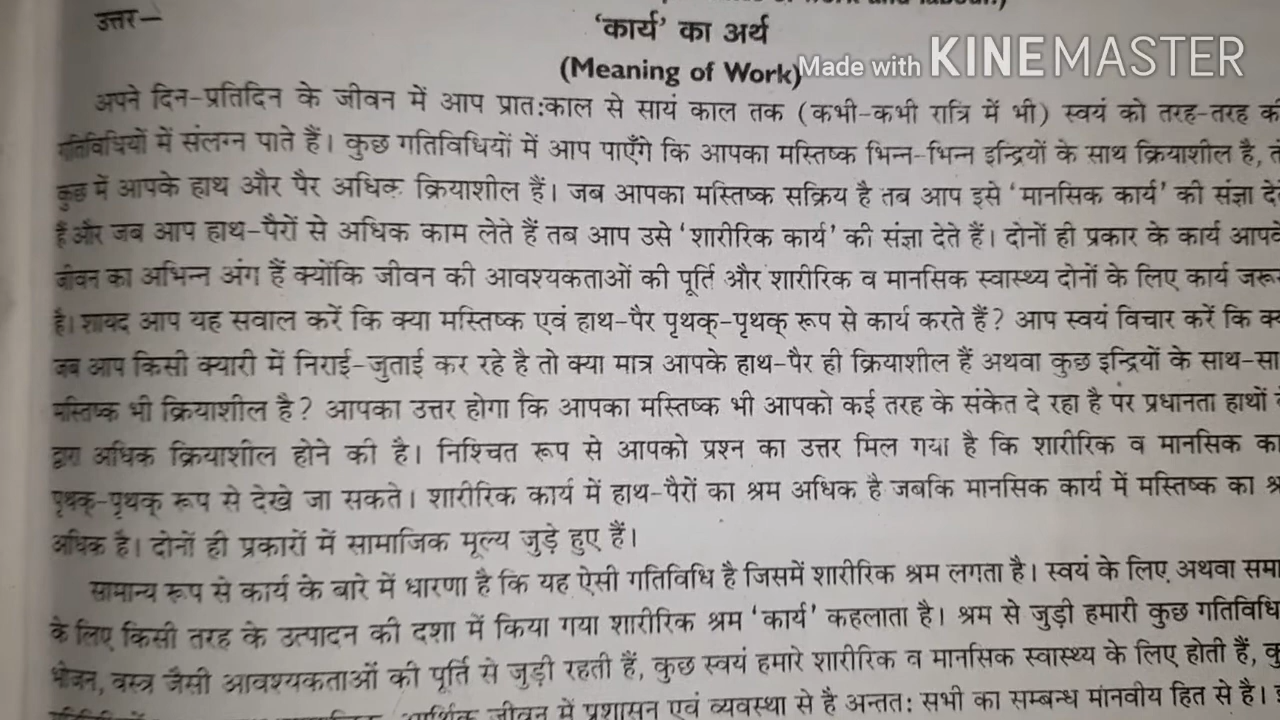 work and labour.)
उत्तर—
'कार्य' का अर्थ
(Meaning of Work)
Made with KINEMASTER
अपने दिन-प्रतिदिन के जीवन में आप प्रातःकाल से सायं काल तक (कभी-कभी रात्रि में भी) स्वयं को तरह-तरह
गतिविधियों में संलग्न पाते हैं। कुछ गतिविधियों में आप पाएँगे कि आपका मस्तिष्क भिन्न-भिन्न इन्द्रियों के साथ क्रियाशील है,
कुछ में आपके हाथ और पैर अधिक क्रियाशील हैं। जब आपका मस्तिष्क सक्रिय है तब आप इसे 'मानसिक कार्य' की संज्ञा
हैं और जब आप हाथ-पैरों से अधिक काम लेते हैं तब आप उसे 'शारीरिक कार्य' की संज्ञा देते हैं। दोनों ही प्रकार के कार्य
जीवन का अभिन्न अंग हैं क्योंकि जीवन की आवश्यकताओं की पूर्ति और शारीरिक व मानसिक स्वास्थ्य दोनों के लिए कार्य
है। शायद आप यह सवाल करें कि क्या मस्तिष्क एवं हाथ-पैर पृथक्-पृथक् रूप से कार्य करते हैं? आप स्वयं विचार करें कि
जब आप किसी क्यारी में निराई-जुताई कर रहे है तो क्या मात्र आपके हाथ-पैर ही क्रियाशील हैं अथवा कुछ इन्द्रियों के
मस्तिष्क भी क्रियाशील है? आपका उत्तर होगा कि आपका मस्तिष्क भी आपको कई तरह के संकेत दे रहा है पर प्रधानता हाथों
द्वारा अधिक क्रियाशील होने की है। निश्चित रूप से आपको प्रश्न का उत्तर मिल गया है कि शारीरिक व मानसिक
पृथक्-पृथक् रूप से देखे जा सकते। शारीरिक कार्य में हाथ-पैरों का श्रम अधिक है जबकि मानसिक कार्य में मस्तिष्क का
अधिक है। दोनों ही प्रकारों में सामाजिक मूल्य जुड़े हुए हैं।
सामान्य रूप से कार्य के बारे में धारणा है कि यह ऐसी गतिविधि है जिसमें शारीरिक श्रम लगता है। स्वयं के लिए अथवा
के लिए किसी तरह के उत्पादन की दशा में किया गया शारीरिक श्रम 'कार्य' कहलाता है। श्रम से जुड़ी हमारी कुछ
भोजन, वस्त्र जैसी आवश्यकताओं की पूर्ति से जुड़ी रहती हैं, कुछ स्वयं हमारे शारीरिक व मानसिक स्वास्थ्य के लिए होती हैं,
आर्थिक जीवन में प्रशासन एवं व्यवस्था से है अन्ततः सभी का सम्बन्ध मानवीय हित से है।